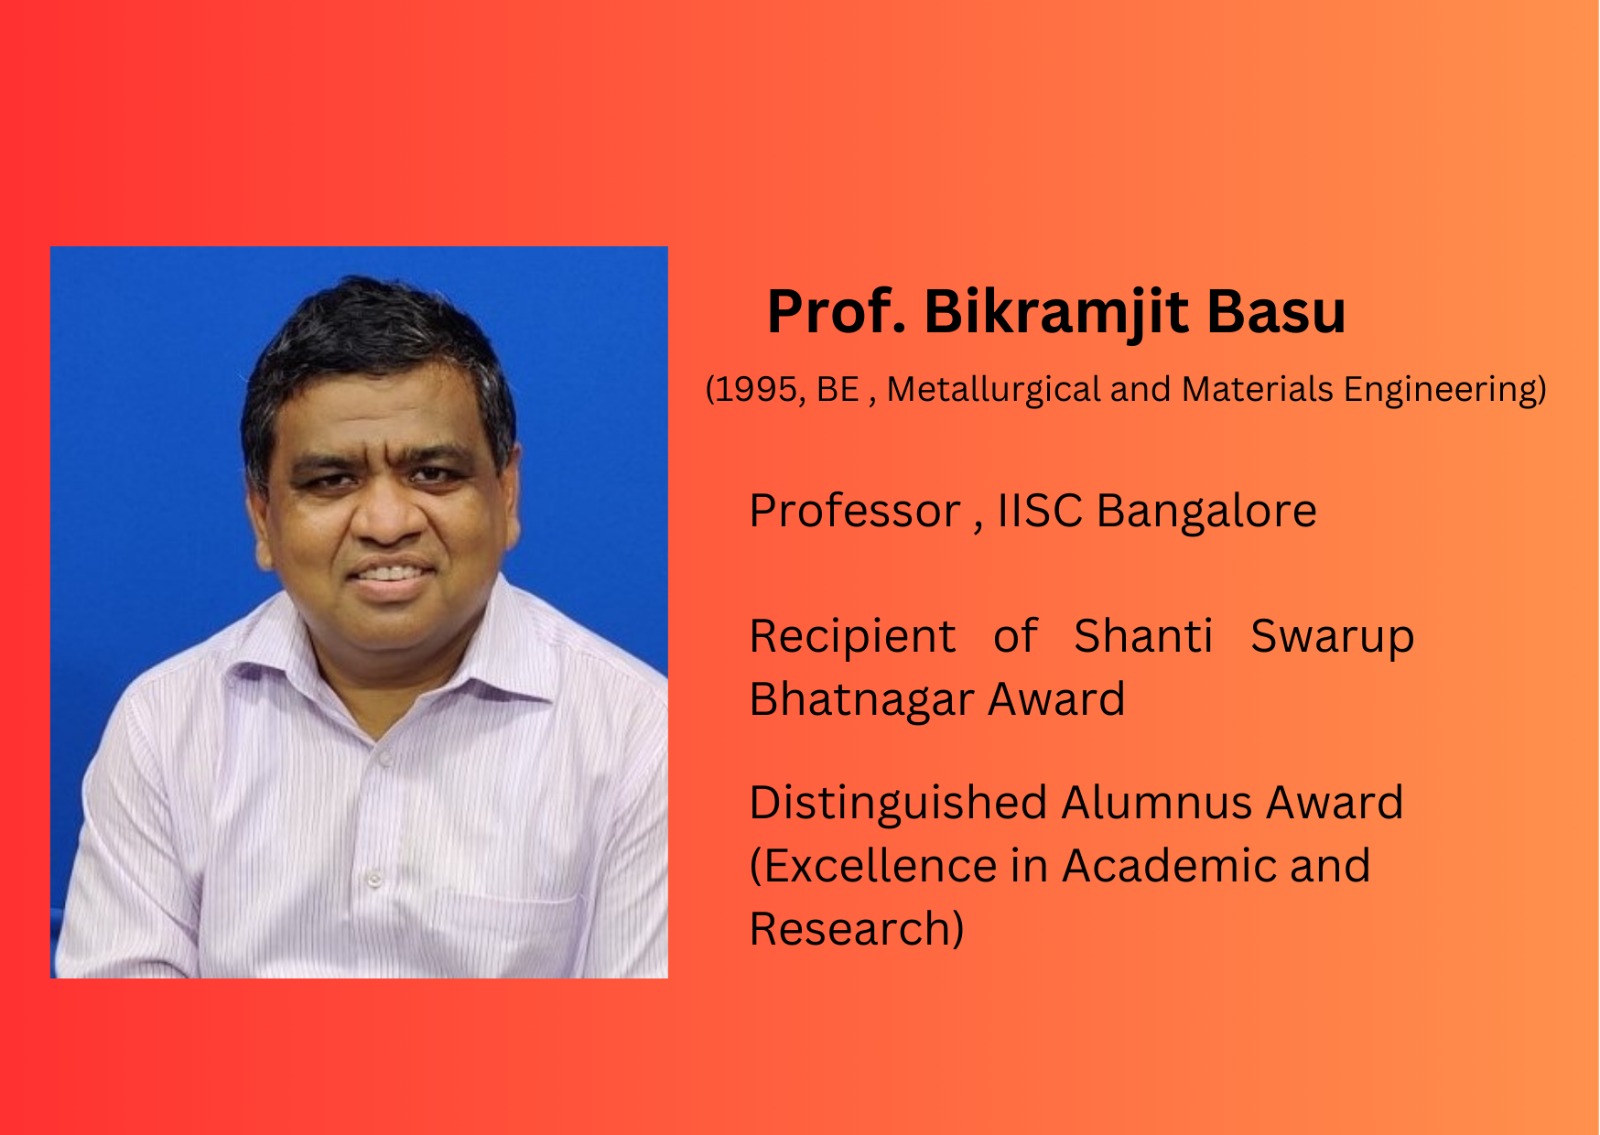 Prof. Bikramjit Basu
(1995, BE , Metallurgical and Materials Engineering)
Professor , IISC Bangalore
Recipient of Shanti Swarup
Bhatnagar Award
Distinguished Alumnus Award
(Excellence in Academic and
Research)